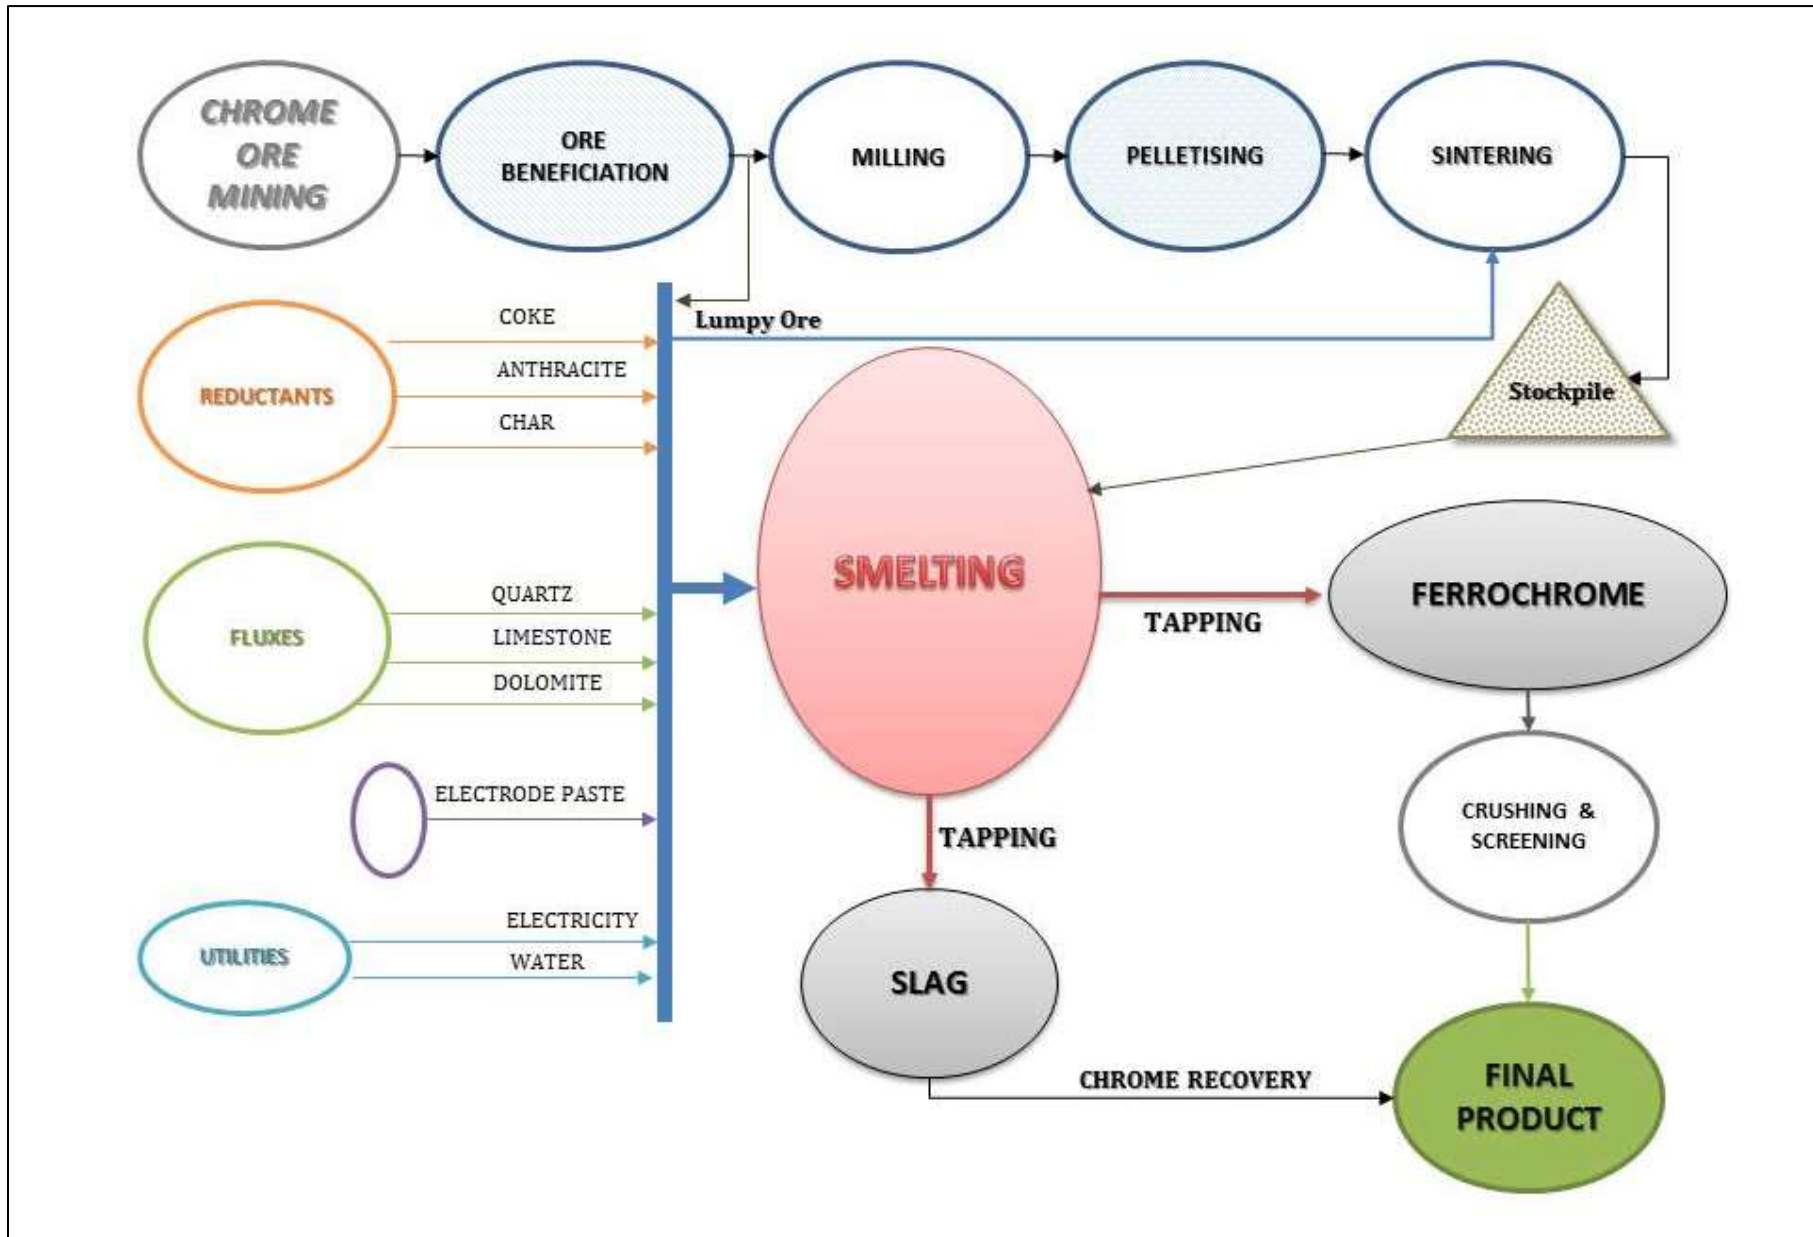 CHROME
ORE
MINING
ORE
BENEFICIATION
MILLING
PELLETISING
SINTERING
Lumpy Ore
REDUCTANTS
COKE
ANTHRACITE
CHAR
Stockpile
SMELTING
FLUXES
QUARTZ
LIMESTONE
DOLOMITE
TAPPING
FERROCHROME
ELECTRODE PASTE
TAPPING
CRUSHING &
SCREENING
UTILITIES
ELECTRICITY
WATER
SLAG
CHROME RECOVERY
FINAL
PRODUCT